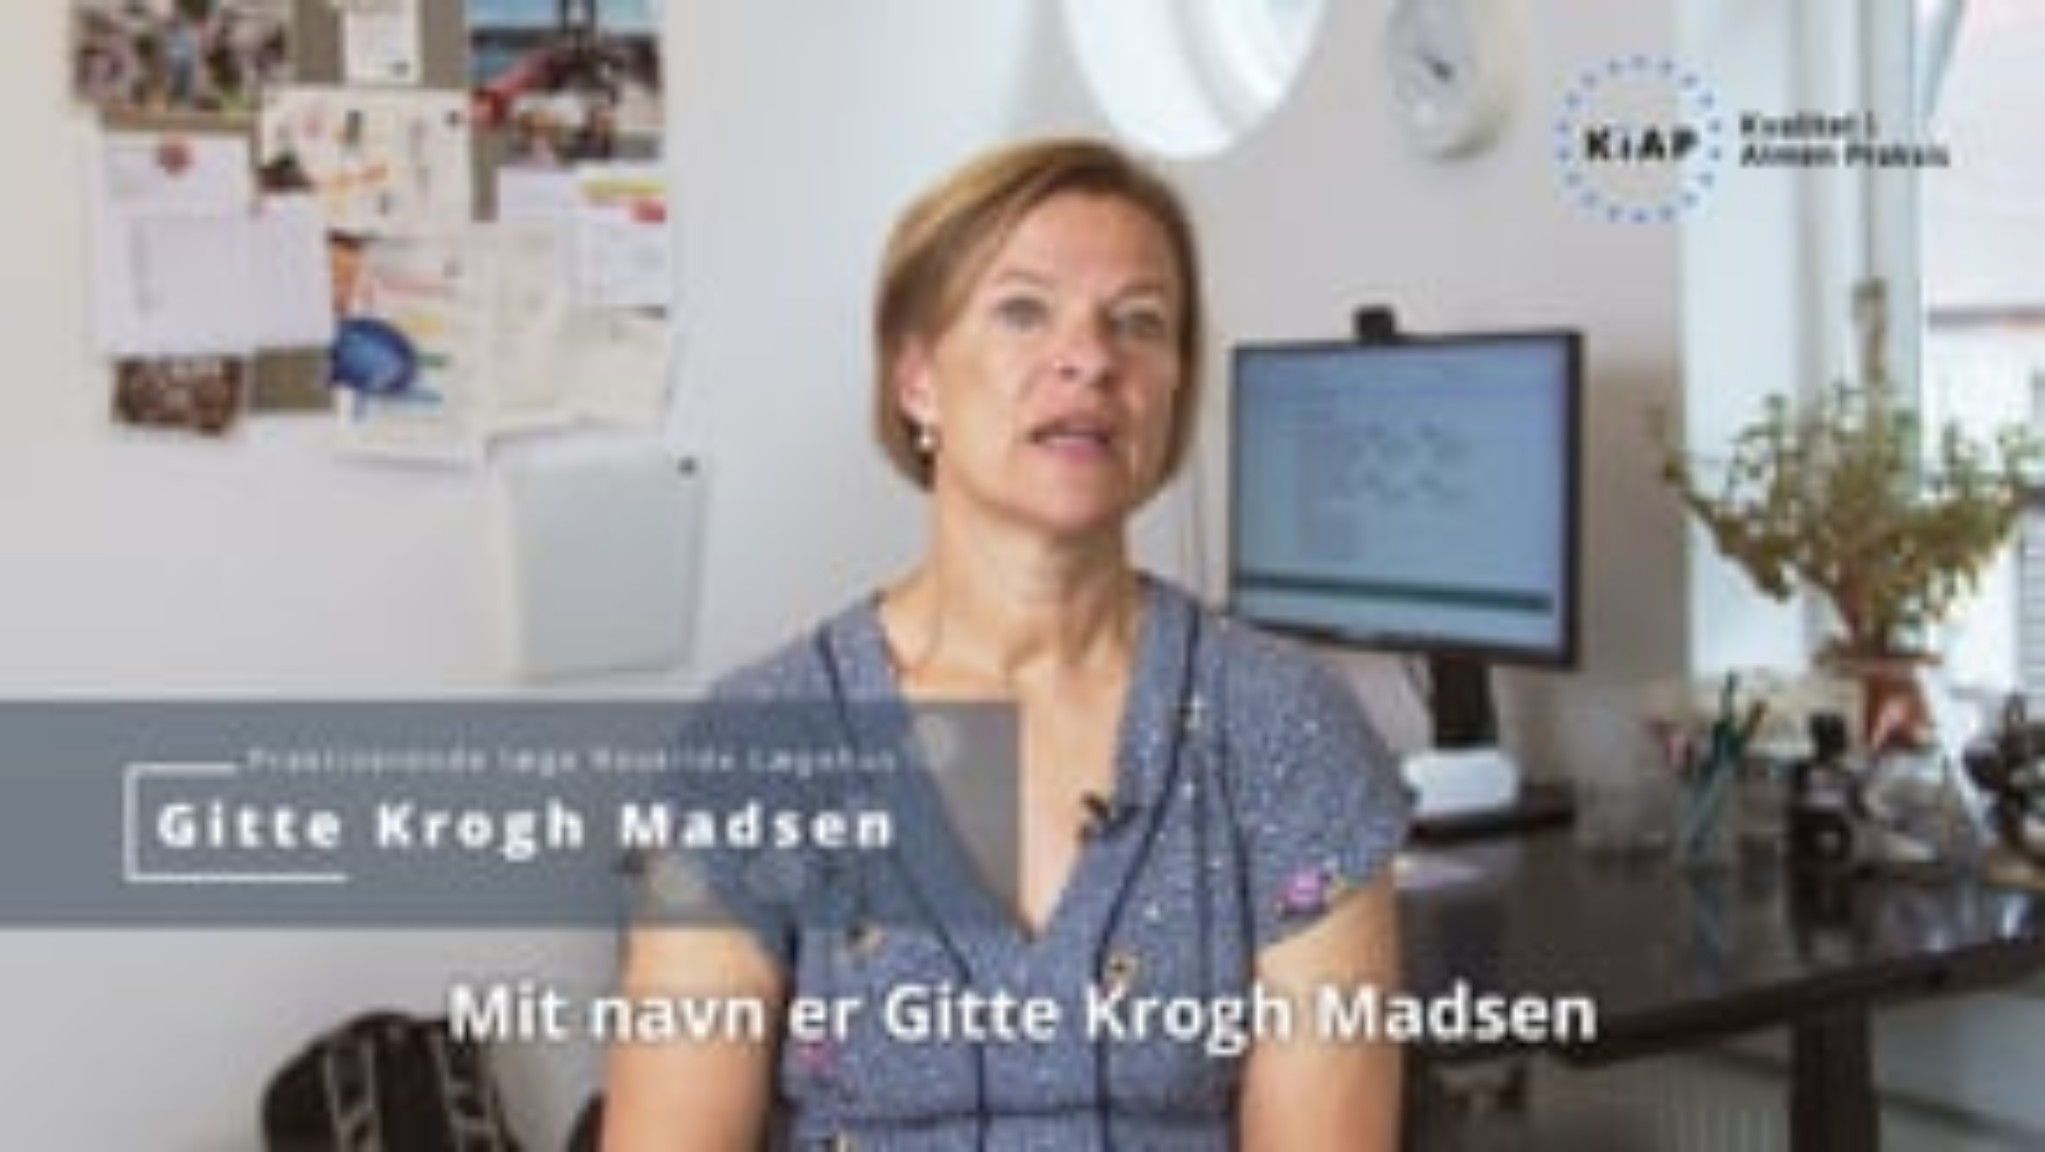 KiAP
Kvalitet i
Almen Praksis
Praktiserende læge Roskilde Lægehus
Gitte Krogh Madsen
Mit navn er Gitte Krogh Madsen